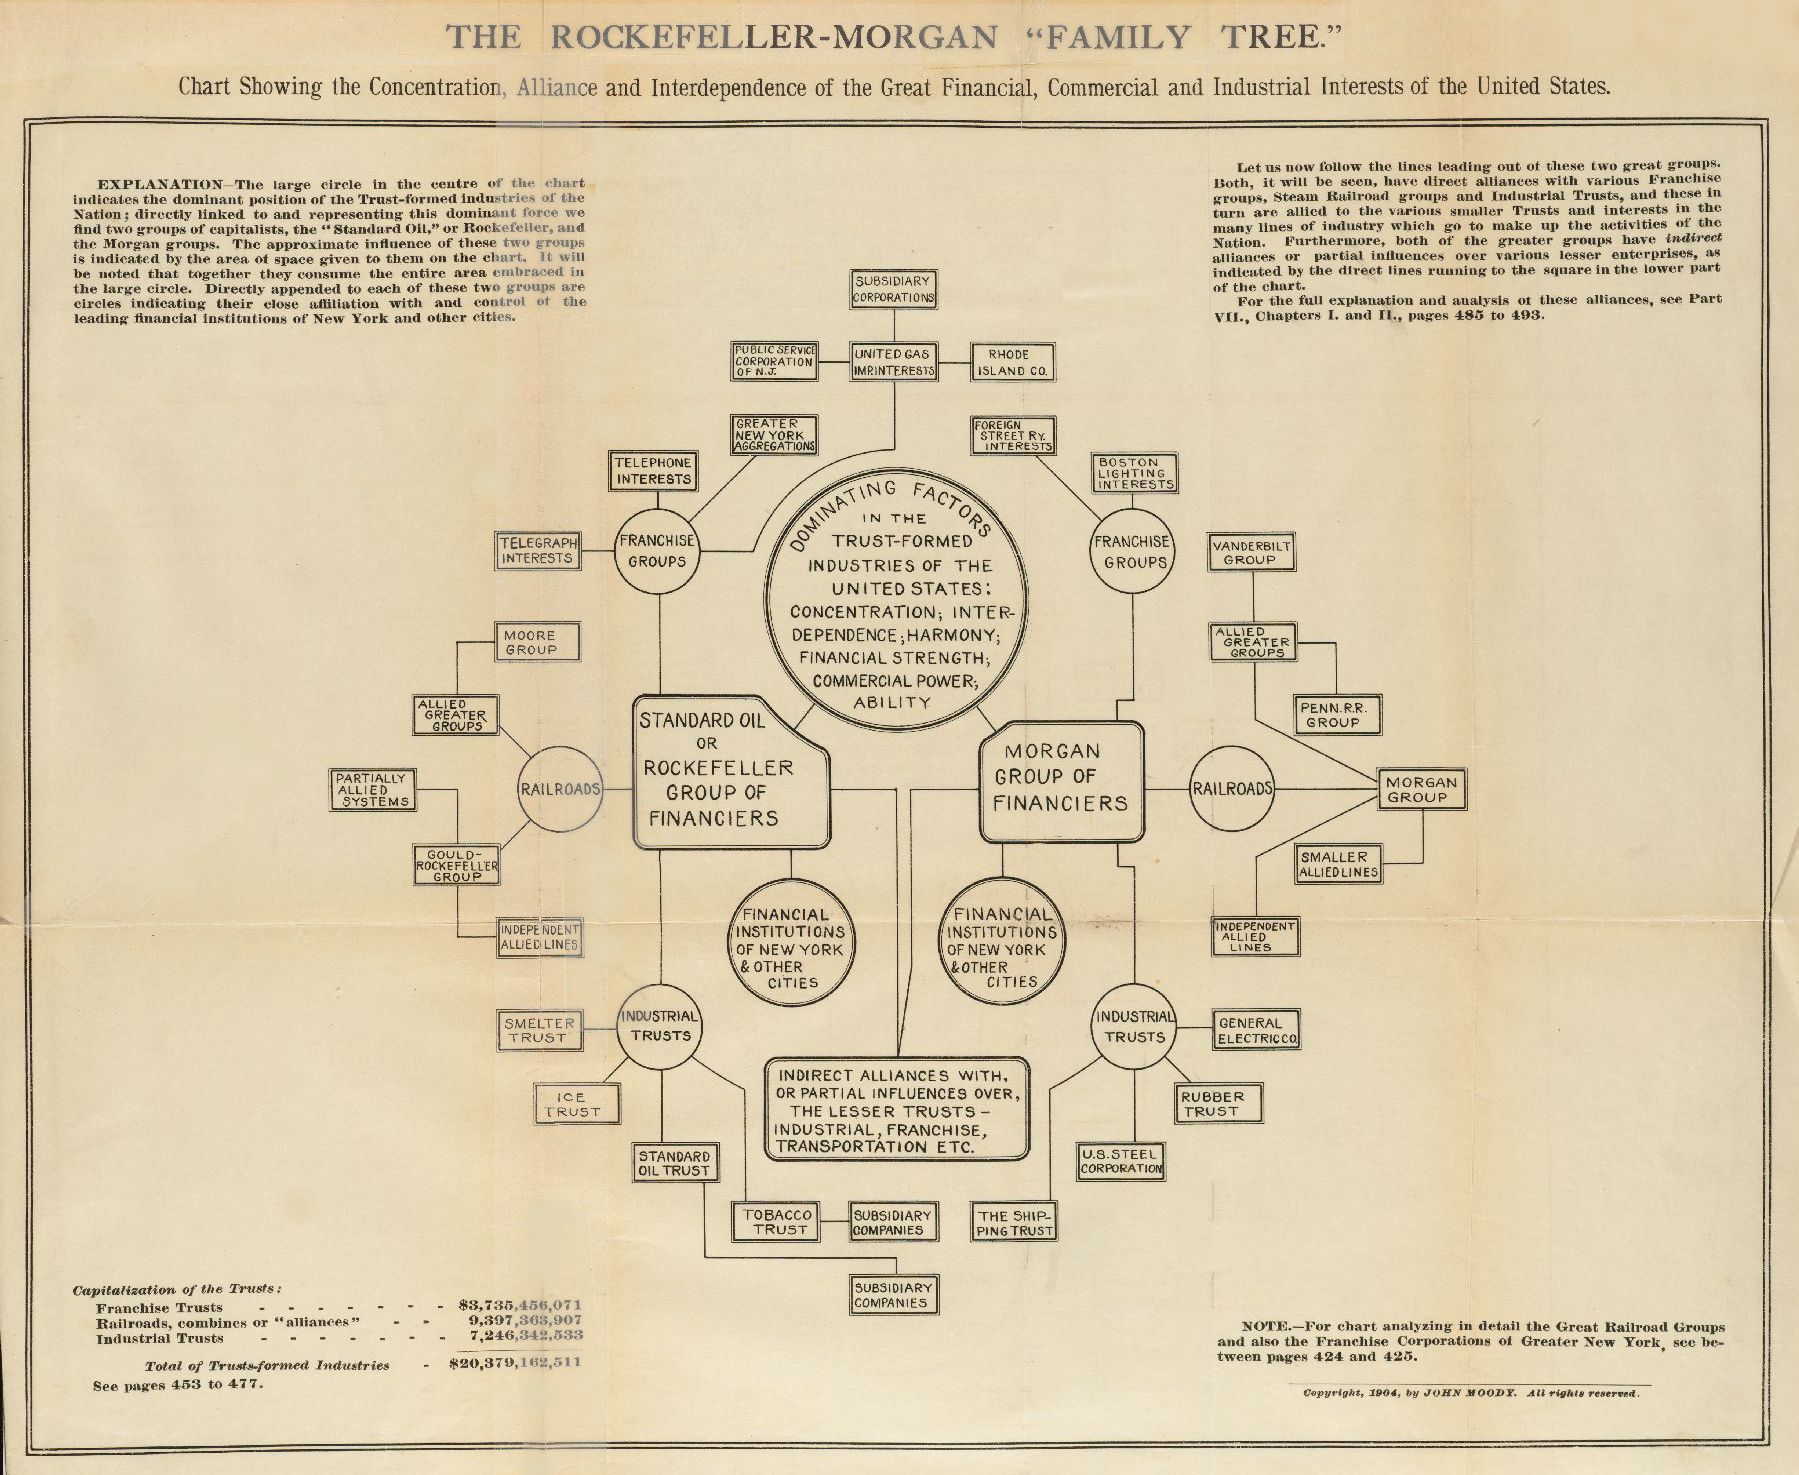 THE ROCKEFELLER-MORGAN “FAMILY TREE.”
Chart Showing the Concentration, Alliance and Interdependence of the Great Financial, Commercial and Industrial Interests of the United States.
EXPLANATION—The large circle in the centre of the chart
indicates the dominant position of the Trust-formed industries of the
Nation; directly linked to and representing this dominant force we
find two groups of capitalists, the “Standard Oil,” or Rockefeller, and
the Morgan groups. The approximate influence of these two groups
is indicated by the area of space given to them on the chart. It will
be noted that together they consume the entire area embraced in
the large circle. Directly appended to each of these two groups are
circles indicating their close affiliation with and control of the
leading financial institutions of New York and other cities.
Let us now follow the lines leading out of these two great groups.
Both, it will be seen, have direct alliances with various Franchise
groups, Steam Railroad groups and Industrial Trusts, and these in
turn are allied to the various smaller Trusts and interests in the
many lines of industry which go to make up the activities of the
Nation. Furthermore, both of the greater groups have indirect
alliances or partial influences over various lesser enterprises, as
indicated by the direct lines running to the square in the lower part
of the chart.
For the full explanation and analysis of these alliances, see Part
VII., Chapters I. and II., pages 485 to 493.
SUBSIDIARY
CORPORATIONS
PUBLIC SERVICE
CORPORATION
OF N.J.
UNITED GAS
IMP. INTERESTS
RHODE
ISLAND CO.
GREATER
NEW YORK
AGGREGATIONS
FOREIGN
STREET RY.
INTERESTS
TELEPHONE
INTERESTS
BOSTON
LIGHTING
INTERESTS
TELEGRAPH
INTERESTS
FRANCHISE
GROUPS
DOMINATING FACTORS
IN THE
TRUST-FORMED
INDUSTRIES OF THE
UNITED STATES:
CONCENTRATION; INTER-
DEPENDENCE; HARMONY;
FINANCIAL STRENGTH;
COMMERCIAL POWER;
ABILITY
FRANCHISE
GROUPS
VANDERBILT
GROUP
MOORE
GROUP
ALLIED
GREATER
GROUPS
ALLIED
GREATER
GROUPS
PENN. R.R.
GROUP
STANDARD OIL
OR
ROCKEFELLER
GROUP OF
FINANCIERS
MORGAN
GROUP OF
FINANCIERS
PARTIALLY
ALLIED
SYSTEMS
RAILROADS
RAILROADS
MORGAN
GROUP
GOULD-
ROCKEFELLER
GROUP
SMALLER
ALLIED LINES
INDEPENDENT
ALLIED LINES
FINANCIAL
INSTITUTIONS
OF NEW YORK
& OTHER
CITIES
FINANCIAL
INSTITUTIONS
OF NEW YORK
& OTHER
CITIES
INDEPENDENT
ALLIED
LINES
SMELTER
TRUST
INDUSTRIAL
TRUSTS
INDUSTRIAL
TRUSTS
GENERAL
ELECTRIC CO.
ICE
TRUST
INDIRECT ALLIANCES WITH,
OR PARTIAL INFLUENCES OVER,
THE LESSER TRUSTS –
INDUSTRIAL, FRANCHISE,
TRANSPORTATION ETC.
RUBBER
TRUST
STANDARD
OIL TRUST
U.S. STEEL
CORPORATION
TOBACCO
TRUST
SUBSIDIARY
COMPANIES
THE SHIP-
PING TRUST
SUBSIDIARY
COMPANIES
Capitalization of the Trusts:
Franchise Trusts - - - - - - - $3,735,456,071
Railroads, combines or “alliances” - - 9,397,363,907
Industrial Trusts - - - - - - - 7,246,342,533
Total of Trusts-formed Industries - $20,379,162,511
See pages 453 to 477.
NOTE.—For chart analyzing in detail the Great Railroad Groups
and also the Franchise Corporations of Greater New York, see be-
tween pages 424 and 425.
Copyright, 1904, by JOHN MOODY. All rights reserved.